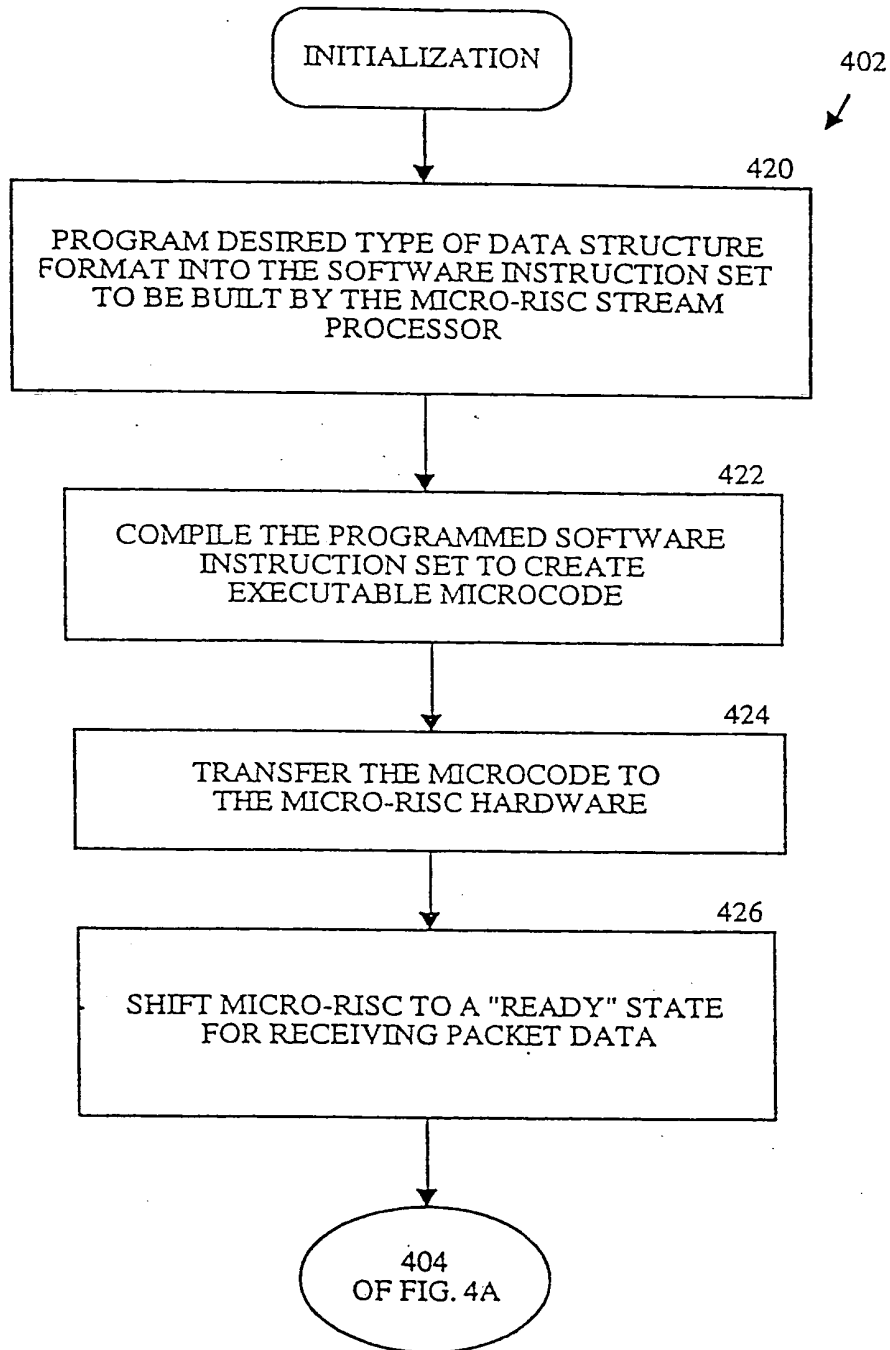 INITIALIZATION
402
420
PROGRAM DESIRED TYPE OF DATA STRUCTURE
FORMAT INTO THE SOFTWARE INSTRUCTION SET
TO BE BUILT BY THE MICRO-RISC STREAM
PROCESSOR
422
COMPILE THE PROGRAMMED SOFTWARE
INSTRUCTION SET TO CREATE
EXECUTABLE MICROCODE
424
TRANSFER THE MICROCODE TO
THE MICRO-RISC HARDWARE
426
SHIFT MICRO-RISC TO A "READY" STATE
FOR RECEIVING PACKET DATA
404
OF FIG. 4A